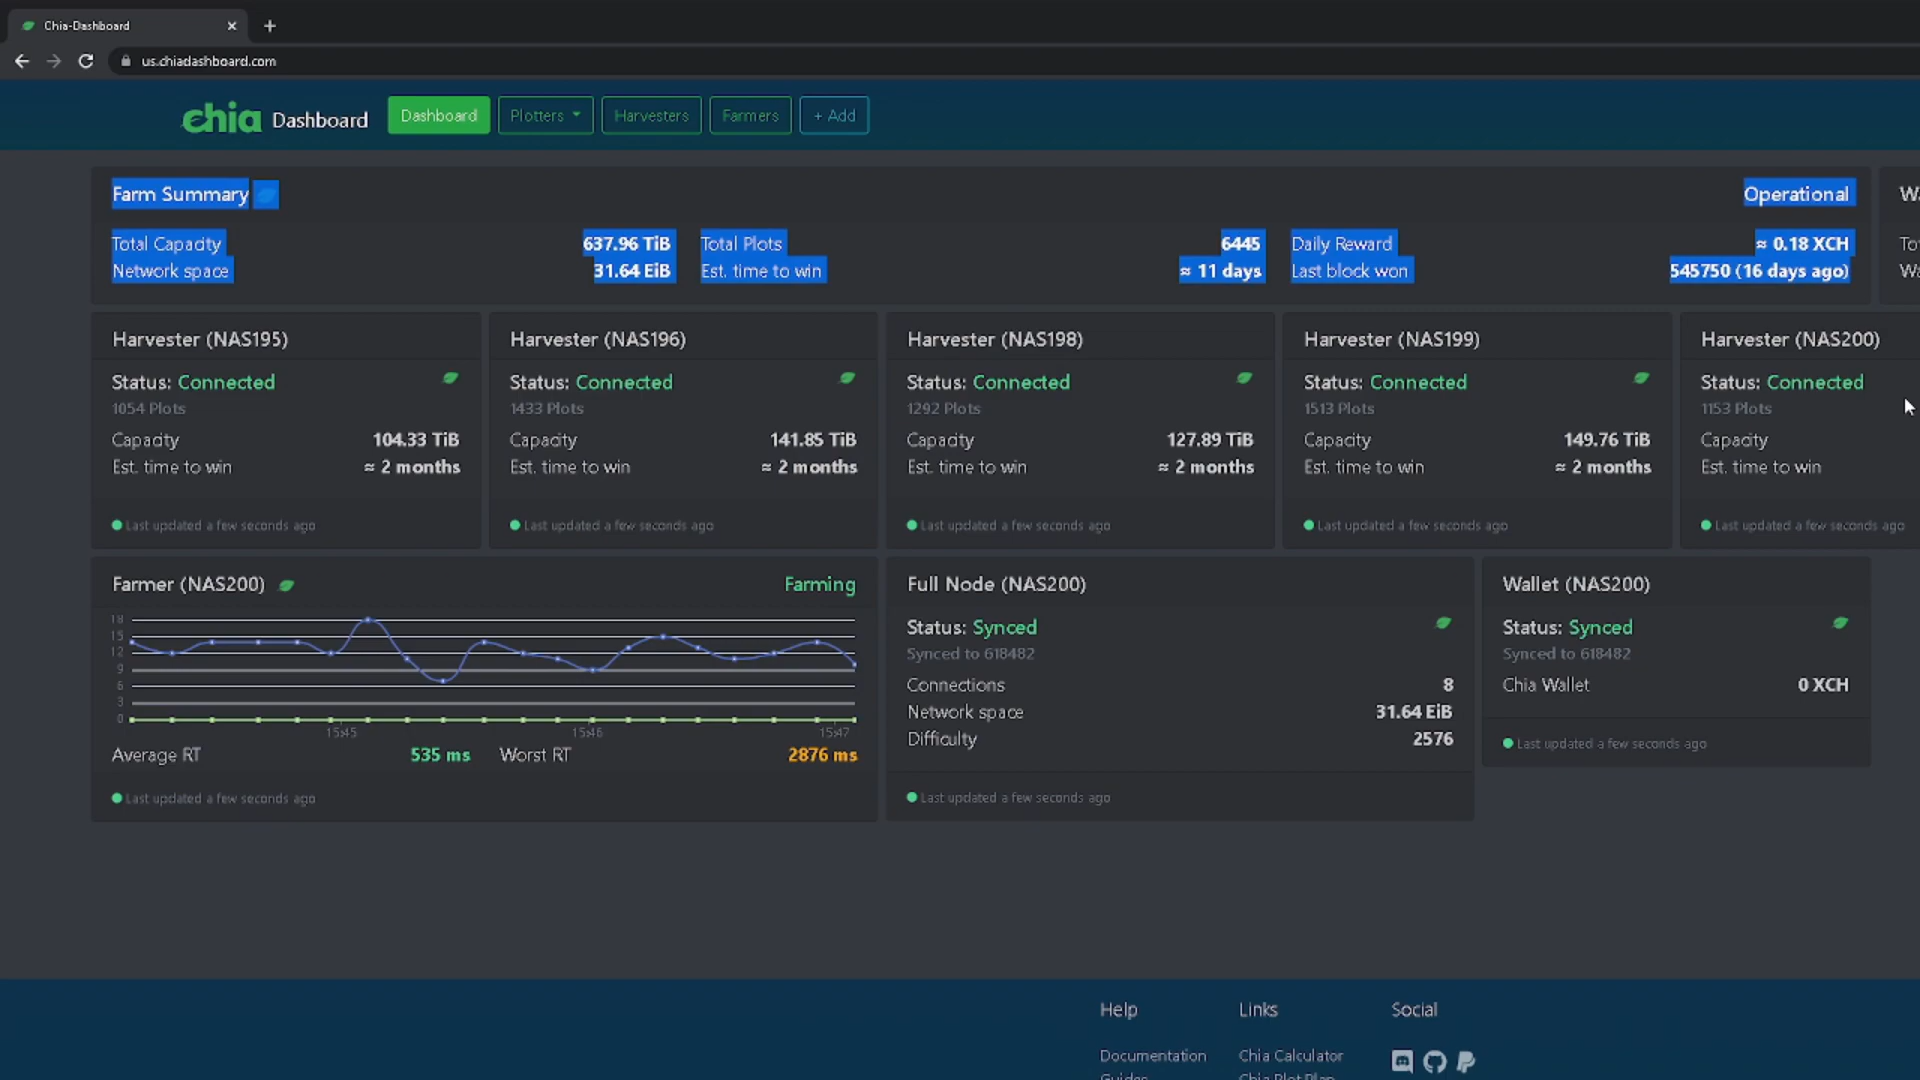 Chia-Dashboard
us.chiadashboard.com
chia Dashboard Dashboard Plotters Harvesters Farmers + Add
Farm Summary Operational
Total Capacity 637.96 TiB Total Plots 6445 Daily Reward ≈ 0.18 XCH
Network space 31.64 EiB Est. time to win ≈ 11 days Last block won 545750 (16 days ago)
Harvester (NAS195) Harvester (NAS196) Harvester (NAS198) Harvester (NAS199) Harvester (NAS200)
Status: Connected Status: Connected Status: Connected Status: Connected Status: Connected
1054 Plots 1433 Plots 1292 Plots 1513 Plots 1153 Plots
Capacity 104.33 TiB Capacity 141.85 TiB Capacity 127.89 TiB Capacity 149.76 TiB Capacity
Est. time to win ≈ 2 months Est. time to win ≈ 2 months Est. time to win ≈ 2 months Est. time to win ≈ 2 months Est. time to win
Last updated a few seconds ago Last updated a few seconds ago Last updated a few seconds ago Last updated a few seconds ago Last updated a few seconds ago
Farmer (NAS200) Farming
18
15
12
9
6
3
0
15:45 15:46 15:47
Average RT 535 ms Worst RT 2876 ms
Last updated a few seconds ago
Full Node (NAS200)
Status: Synced
Synced to 618482
Connections 8
Network space 31.64 EiB
Difficulty 2576
Last updated a few seconds ago
Wallet (NAS200)
Status: Synced
Synced to 618482
Chia Wallet 0 XCH
Last updated a few seconds ago
Help Links Social
Documentation Chia Calculator
Guides Chia Plot Plan